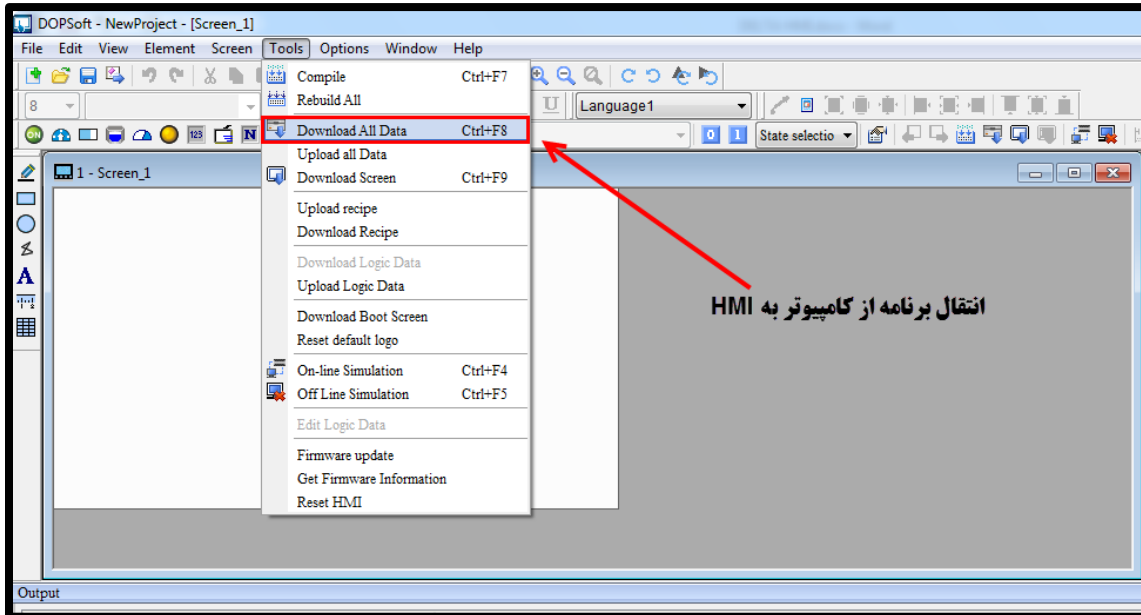 DOPSoft - NewProject - [Screen_1]
File Edit View Element Screen Tools Options Window Help
Compile Ctrl+F7
Rebuild All
8
U
Language1
Download All Data Ctrl+F8
ON
123
N
0 1 State selectio
Upload all Data
1 - Screen_1
Download Screen Ctrl+F9
Upload recipe
Download Recipe
Download Logic Data
A
Upload Logic Data
انتقال برنامه از کامپیوتر به HMI
Download Boot Screen
Reset default logo
On-line Simulation Ctrl+F4
Off Line Simulation Ctrl+F5
Edit Logic Data
Firmware update
Get Firmware Information
Reset HMI
Output